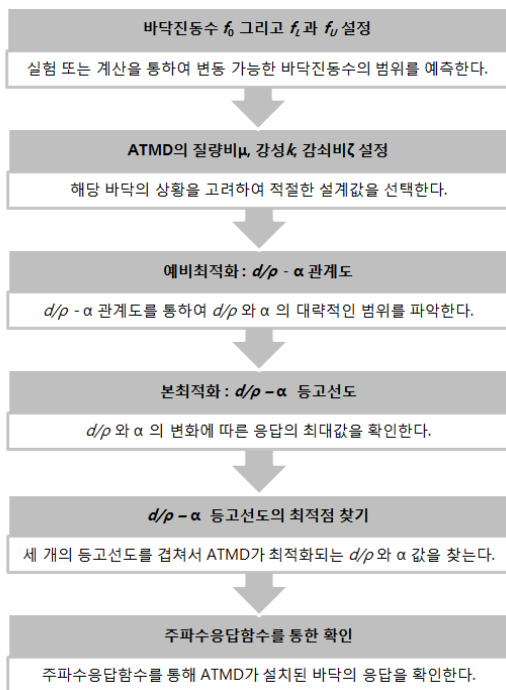 바닥진동수 f₀ 그리고 f_L과 f_U 설정
실험 또는 계산을 통하여 변동 가능한 바닥진동수의 범위를 예측한다.
ATMD의 질량비μ, 강성k, 감쇠비ζ 설정
해당 바닥의 상황을 고려하여 적절한 설계값을 선택한다.
예비최적화 : d/ρ - α 관계도
d/ρ - α 관계도를 통하여 d/ρ 와 α 의 대략적인 범위를 파악한다.
본최적화 : d/ρ – α 등고선도
d/ρ 와 α 의 변화에 따른 응답의 최대값을 확인한다.
d/ρ – α 등고선도의 최적점 찾기
세 개의 등고선도를 겹쳐서 ATMD가 최적화되는 d/ρ 와 α 값을 찾는다.
주파수응답함수를 통한 확인
주파수응답함수를 통해 ATMD가 설치된 바닥의 응답을 확인한다.